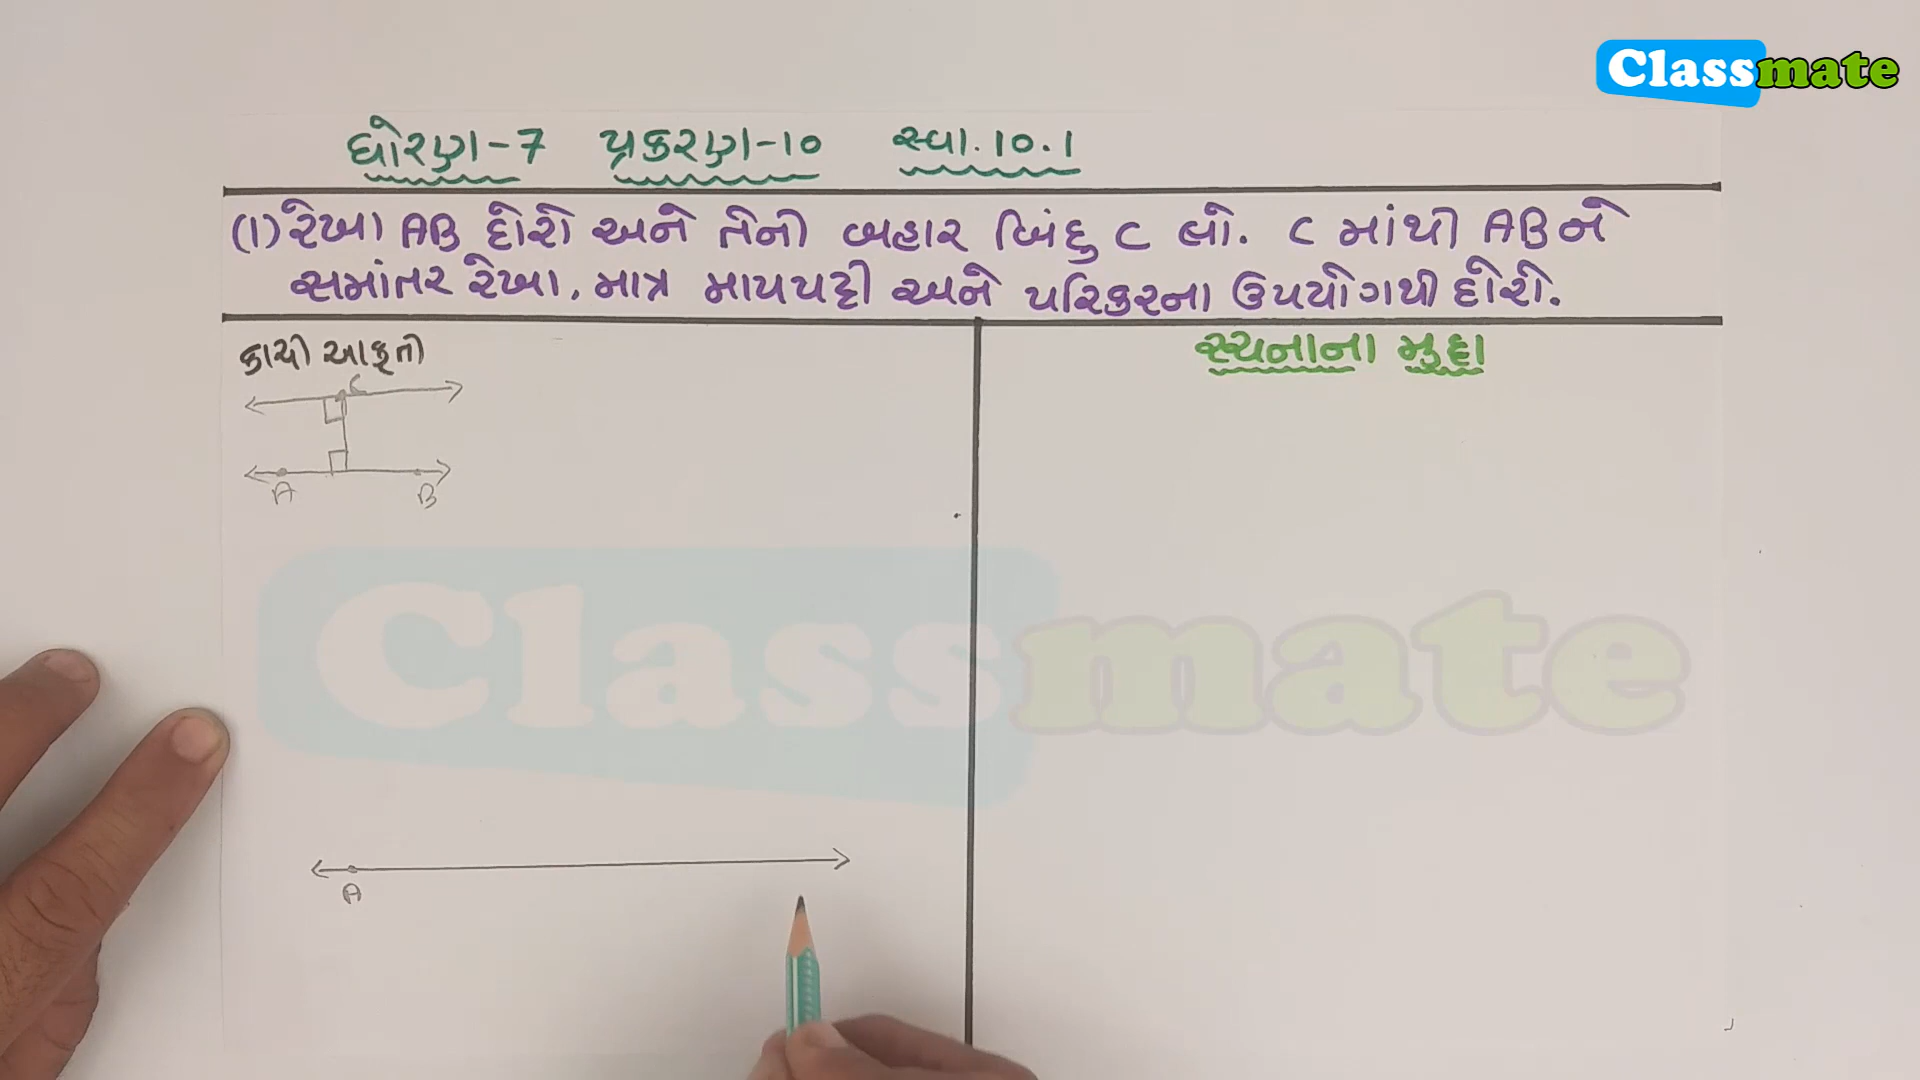 Classmate
ધોરણ-7 પ્રકરણ-10 સ્વા.10.1
(1) રેખા AB દોરો અને તેની બહાર બિંદુ C લો. C માંથી AB ને
સમાંતર રેખા, માત્ર માપપટ્ટી અને પરિકરના ઉપયોગથી દોરો.
કાચી આકૃતી
રચનાના મુદ્દા
C
A B
Classmate
A